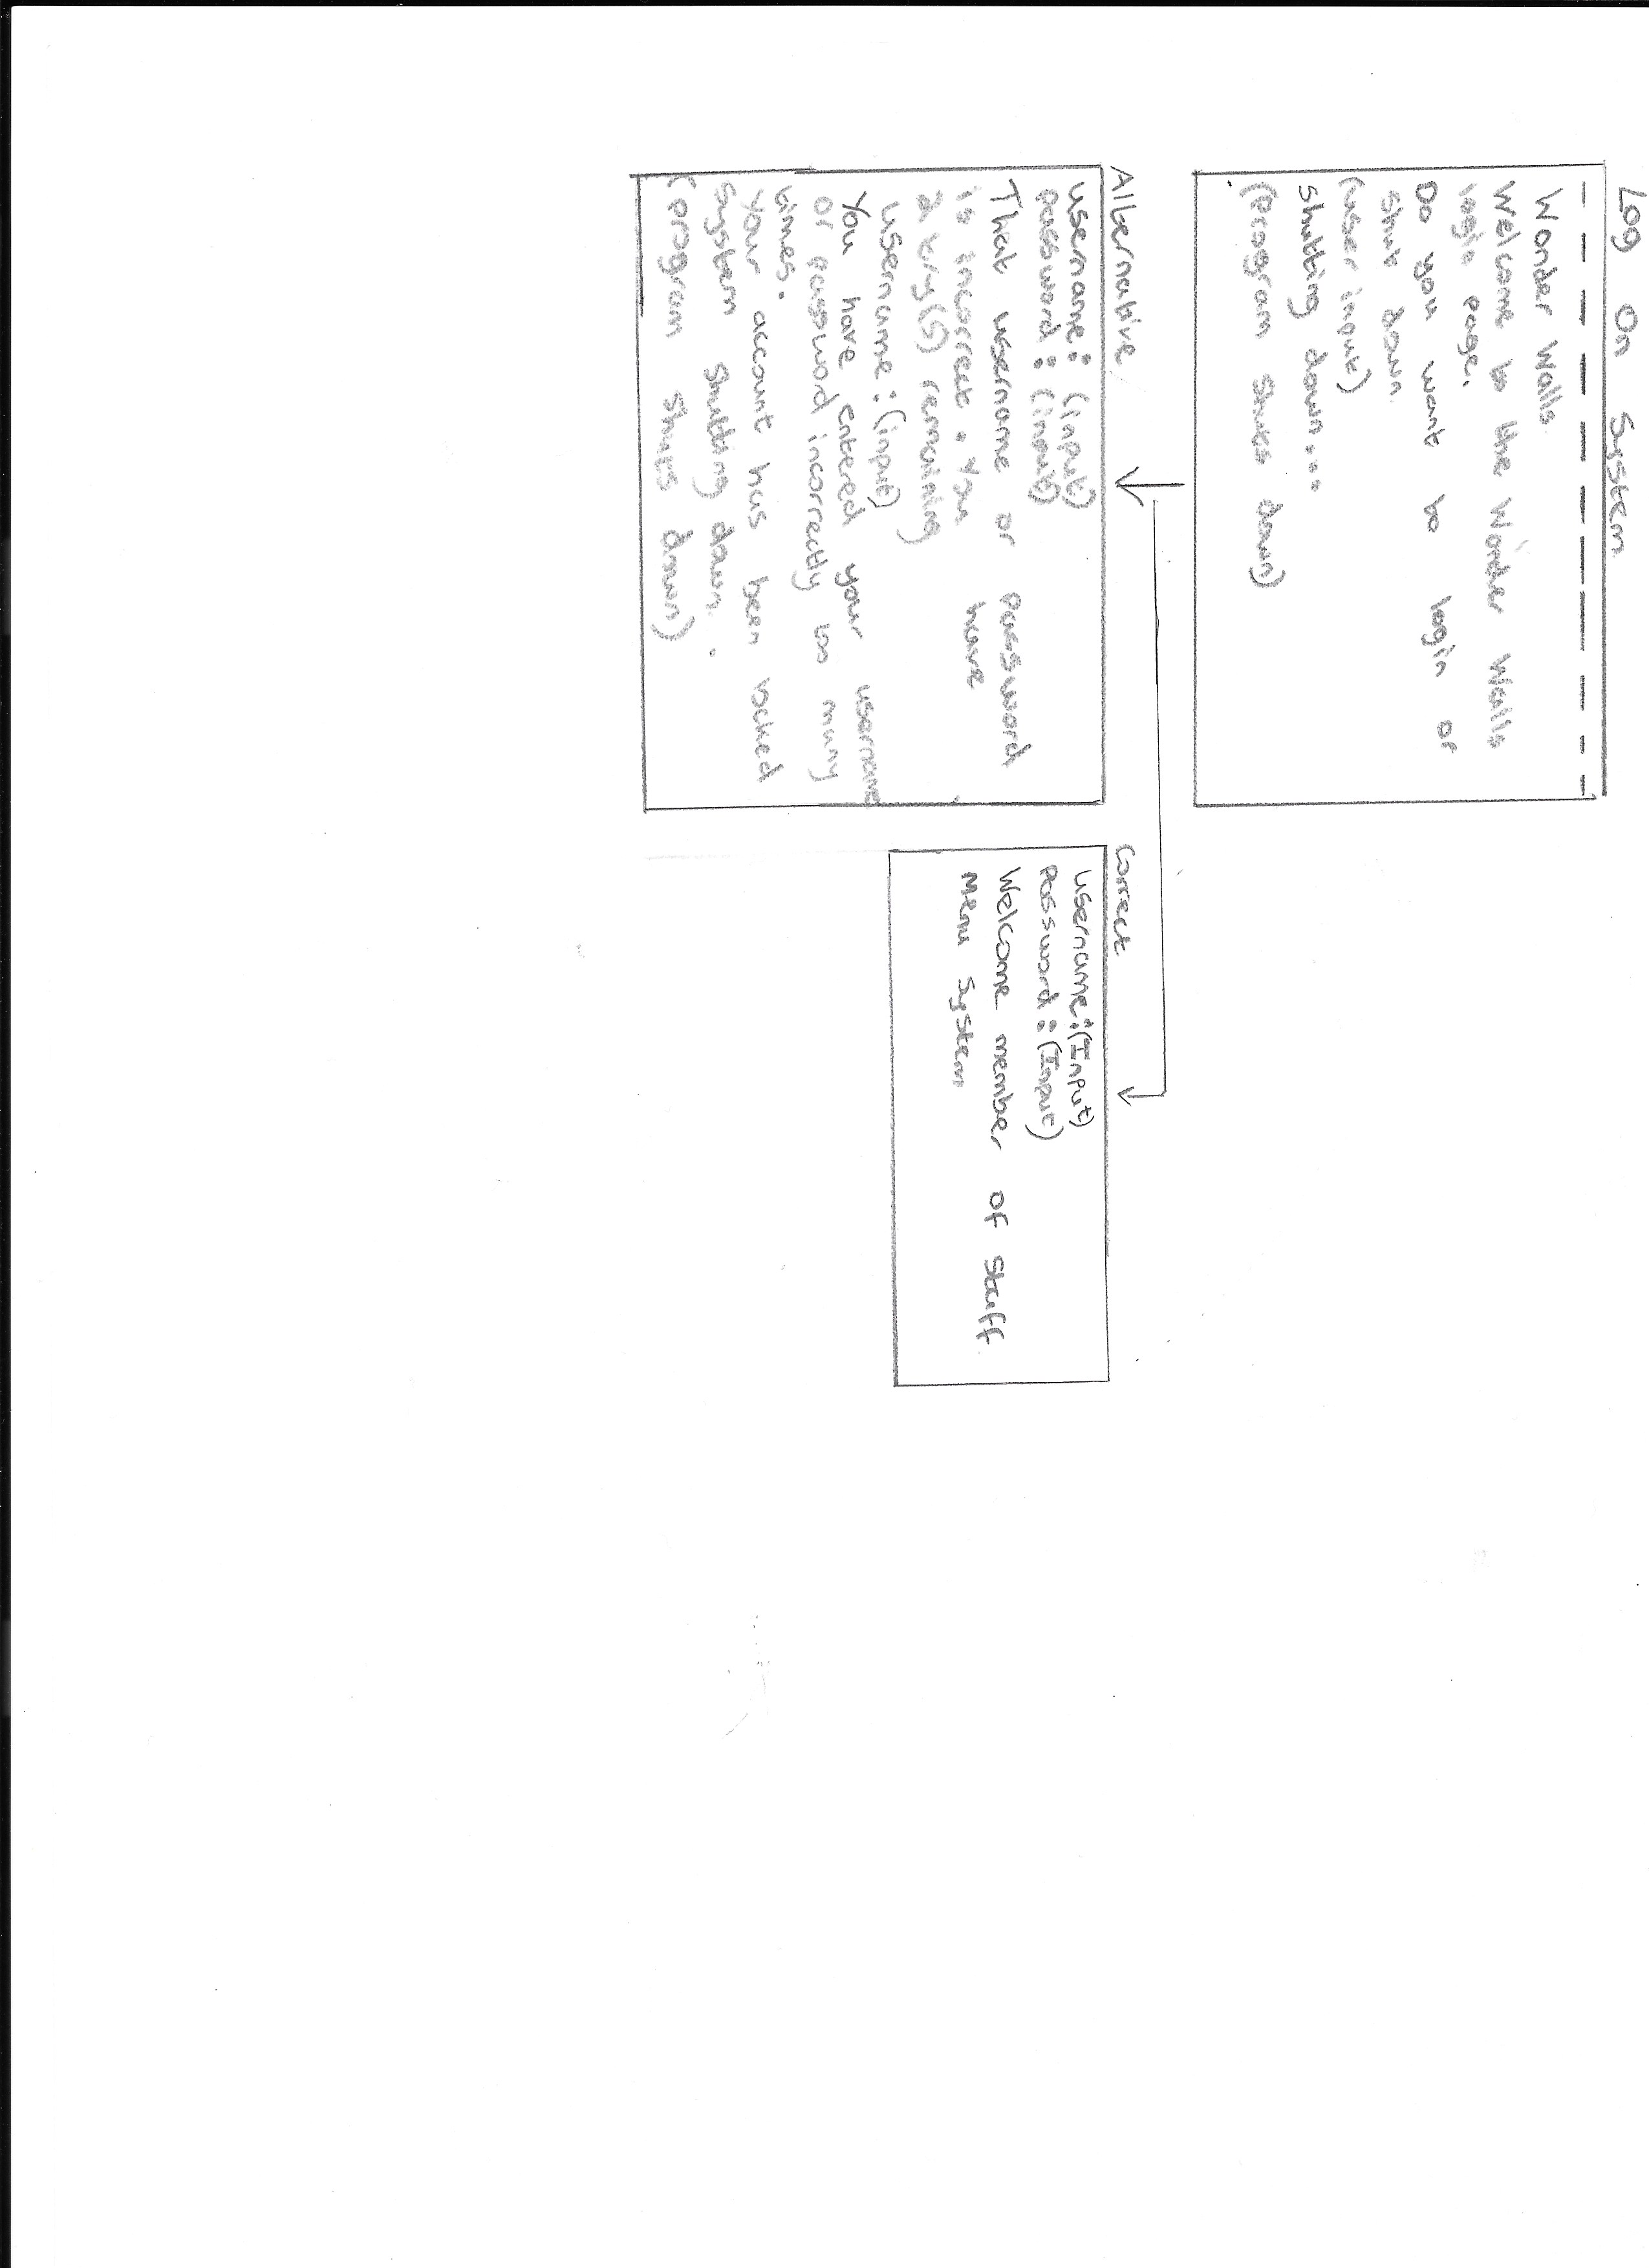 Log on System
Wonder Walls
Welcome to the Wonder Walls
login page.
Do you want to login or
shut down
(user input)
shutting down....
(Program shuts down)
Alternative
username: (input)
password: (input)
That username or password
is incorrect. You have
2 try(s) remaining
username: (input)
You have entered your username
or password incorrectly too many
times.
your account has been locked
System shutting down.
(program shuts down)
Correct
username: (Input)
Password: (Input)
Welcome member of staff
Menu System